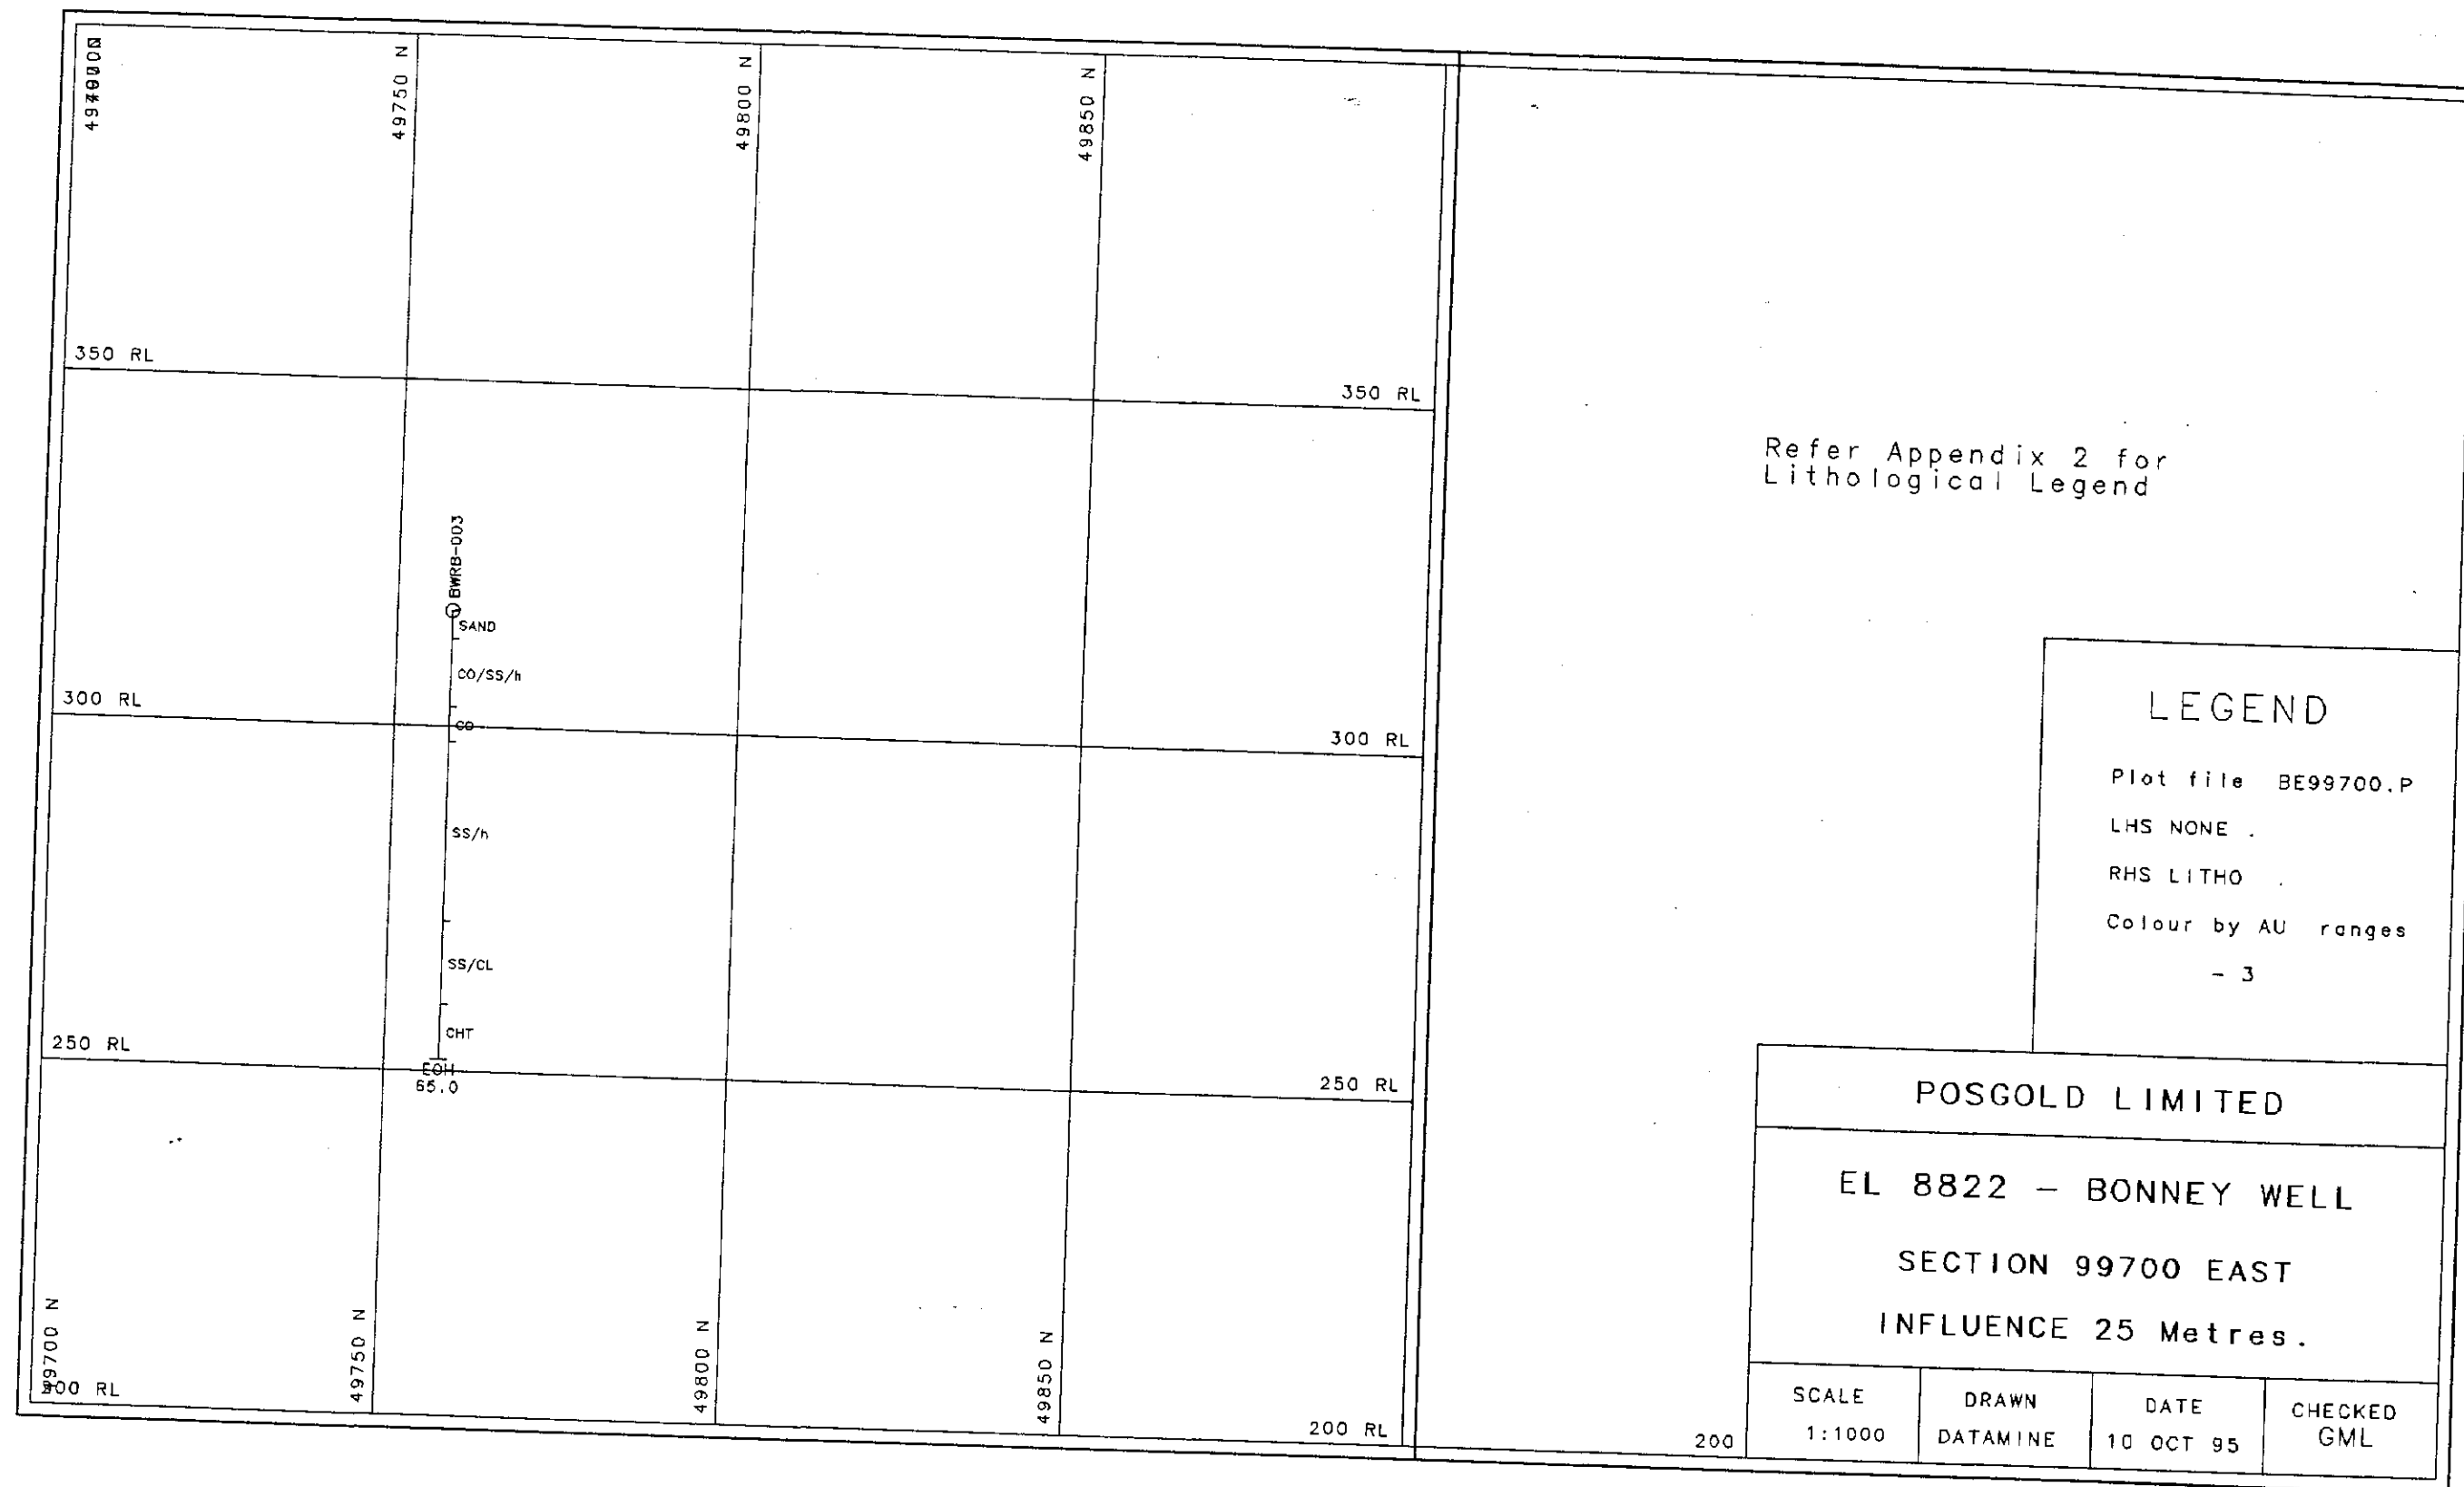 49750 N
49800 N
49850 N
350 RL
350 RL
BWRB-003
SAND
CO/SS/h
300 RL
CO
300 RL
SS/h
SS/CL
CHT
250 RL
EOH
65.0
250 RL
49700 N
49750 N
49800 N
49850 N
200 RL
200 RL
Refer Appendix 2 for
Lithological Legend
LEGEND
Plot file BE99700.P
LHS NONE .
RHS LITHO .
Colour by AU ranges
- 3
POSGOLD LIMITED
EL 8822 - BONNEY WELL
SECTION 99700 EAST
INFLUENCE 25 Metres.
200
SCALE
1:1000
DRAWN
DATAMINE
DATE
10 OCT 95
CHECKED
GML